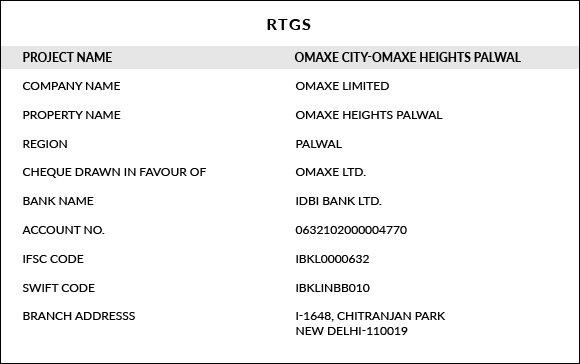 RTGS
PROJECT NAME OMAXE CITY-OMAXE HEIGHTS PALWAL
COMPANY NAME OMAXE LIMITED
PROPERTY NAME OMAXE HEIGHTS PALWAL
REGION PALWAL
CHEQUE DRAWN IN FAVOUR OF OMAXE LTD.
BANK NAME IDBI BANK LTD.
ACCOUNT NO. 0632102000004770
IFSC CODE IBKL0000632
SWIFT CODE IBKLINBB010
BRANCH ADDRESSS I-1648, CHITRANJAN PARK
NEW DELHI-110019